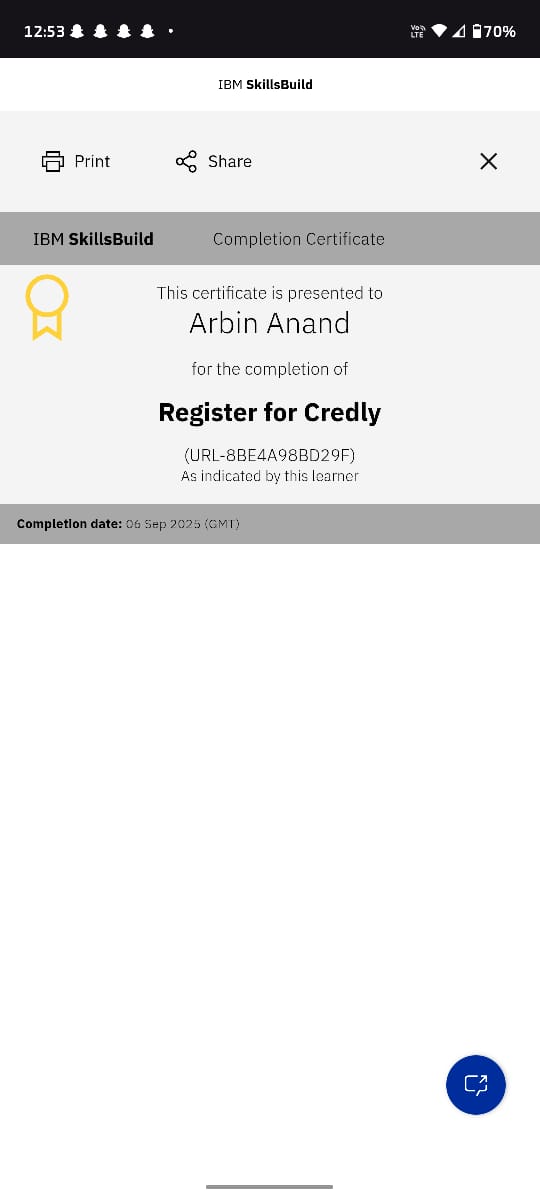 12:53
Vo LTE
70%
IBM SkillsBuild
Print
Share
IBM SkillsBuild
Completion Certificate
This certificate is presented to
Arbin Anand
for the completion of
Register for Credly
(URL-8BE4A98BD29F)
As indicated by this learner
Completion date: 06 Sep 2025 (GMT)